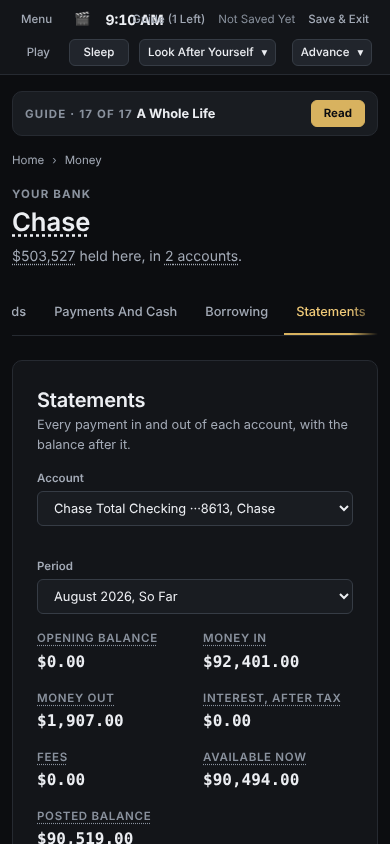 Menu 🎬 9:10 AM Guide (1 Left) Not Saved Yet Save & Exit
Play Sleep Look After Yourself ▾ Advance ▾
GUIDE · 17 OF 17 A Whole Life Read
Home › Money
YOUR BANK
Chase
$503,527 held here, in 2 accounts.
ds Payments And Cash Borrowing Statements
Statements
Every payment in and out of each account, with the
balance after it.
Account
Chase Total Checking ···8613, Chase
Period
August 2026, So Far
OPENING BALANCE MONEY IN
$0.00 $92,401.00
MONEY OUT INTEREST, AFTER TAX
$1,907.00 $0.00
FEES AVAILABLE NOW
$0.00 $90,494.00
POSTED BALANCE
$90,519.00